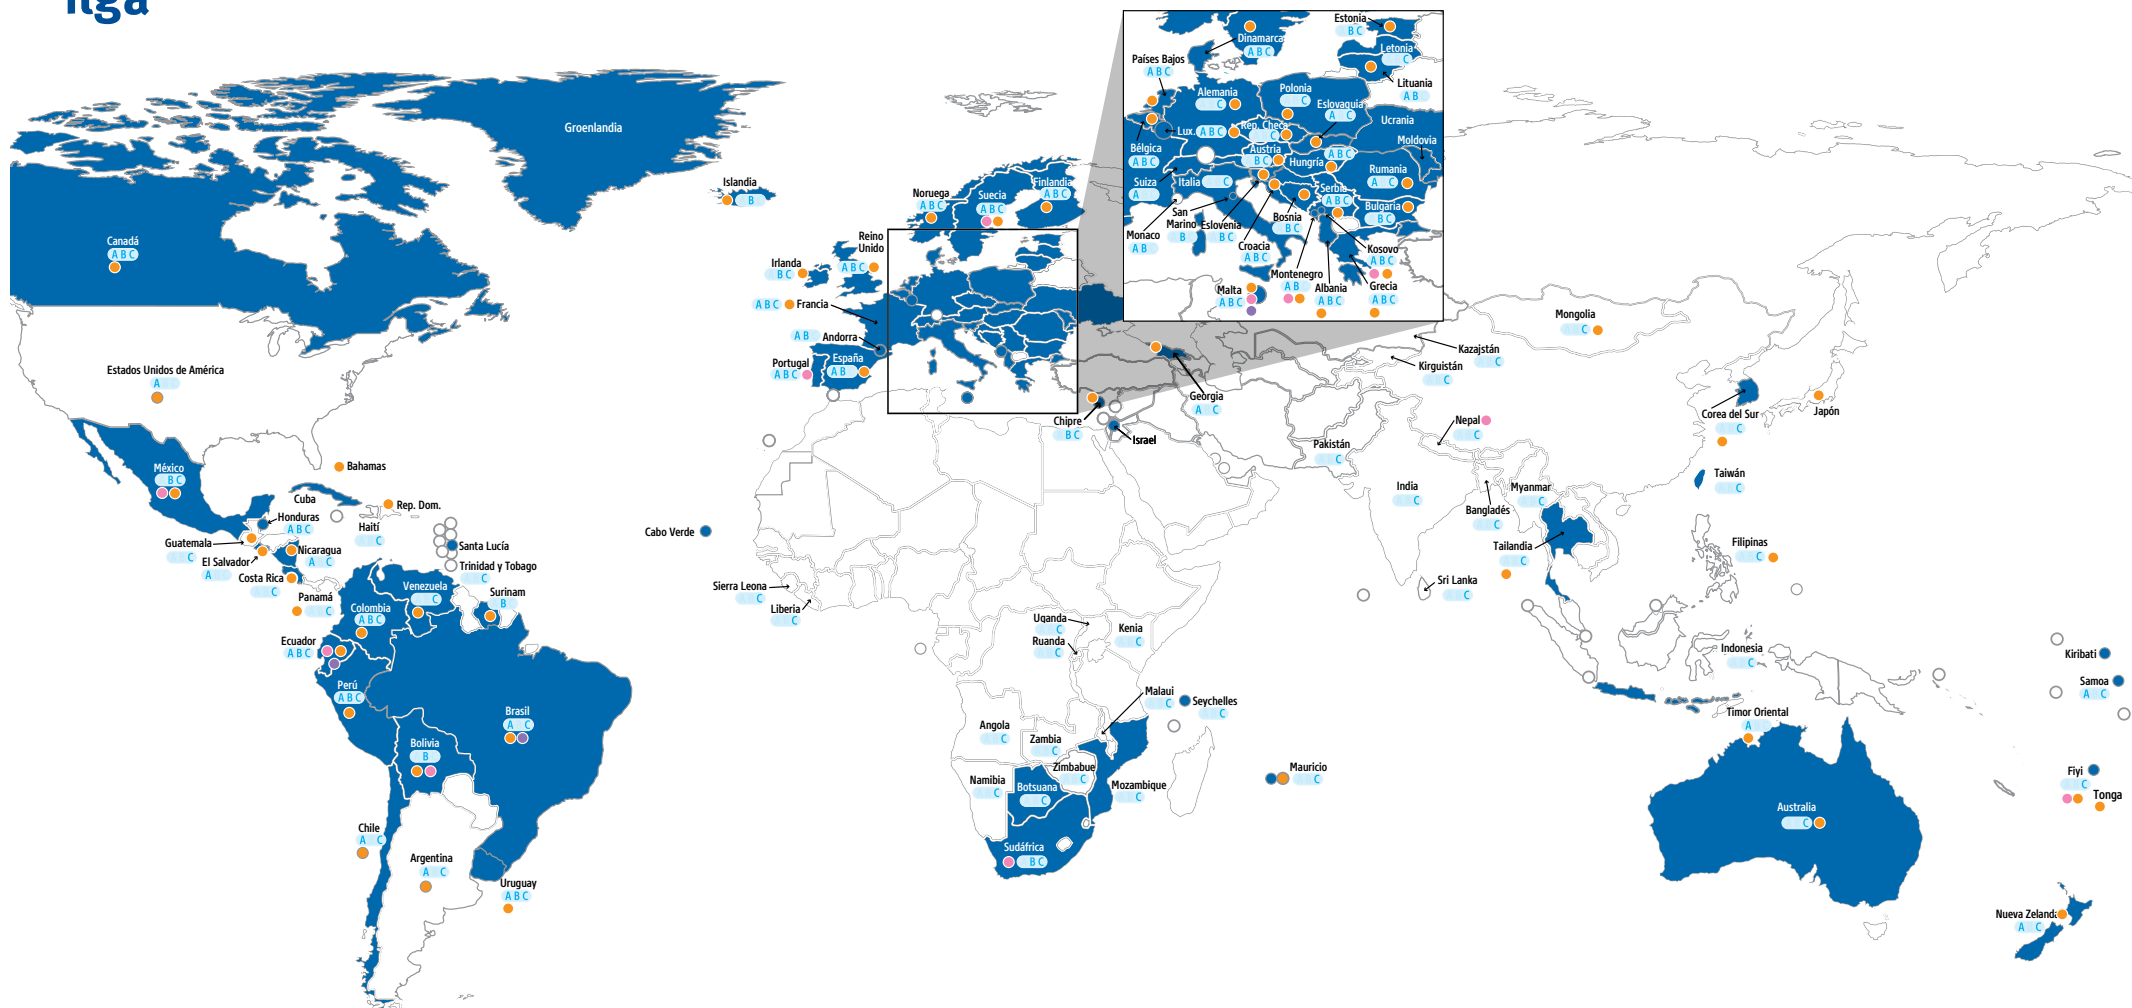 ilga
Groenlandia
Canadá
A B C
Estados Unidos de América
A C
México
B C
Bahamas
Cuba
Rep. Dom.
Honduras
A B C
Haití
C
Guatemala
C
El Salvador
A
Nicaragua
A C
Costa Rica
C
Panamá
C
Santa Lucía
Trinidad y Tobago
C
Venezuela
C
Surinam
B
Colombia
A B C
Ecuador
A B C
Perú
A B C
Brasil
A C
Bolivia
B
Chile
A C
Argentina
A C
Uruguay
A B C
Islandia
B
Noruega
A B C
Suecia
A B C
Finlandia
A B C
Reino
Unido
A B C
Irlanda
B C
A B C
Francia
A B
Andorra
Portugal
A B C
España
A B
Estonia
B C
Dinamarca
A B C
Letonia
C
Países Bajos
A B C
Lituania
A B
Alemania
C
Polonia
C
Eslovaquia
A C
Ucrania
Lux.
A B C
Rep. Checa
C
Moldovia
Bélgica
A B C
Austria
B C
Hungría
A B C
Rumania
A C
Suiza
A
Italia
C
Serbia
A B C
Bulgaria
B C
San
Marino
B
Eslovenia
B C
Bosnia
B C
Monaco
A B
Croacia
A B C
Kosovo
A B C
Montenegro
A B
Malta
A B C
Albania
A B C
Grecia
A B C
Chipre
B C
Israel
Georgia
A C
Kazajstán
C
Kirguistán
C
Mongolia
C
Pakistán
C
Nepal
C
India
C
Bangladés
C
Myanmar
C
Tailandia
C
Sri Lanka
C
Corea del Sur
C
Japón
Taiwán
C
Filipinas
C
Indonesia
C
Timor Oriental
A
Australia
C
Nueva Zelanda
A C
Kiribati
Samoa
A C
Fiyi
C
Tonga
Cabo Verde
Sierra Leona
C
Liberia
C
Uganda
C
Ruanda
C
Kenia
C
Malaui
C
Seychelles
C
Angola
C
Zambia
C
Zimbabue
C
Namibia
C
Botsuana
C
Mozambique
C
Mauricio
C
Sudáfrica
B C